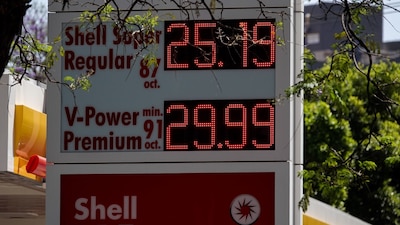 Shell Super 25.19
Regular 87
oct.
V-Power min. 29.99
Premium 91
oct.
Shell